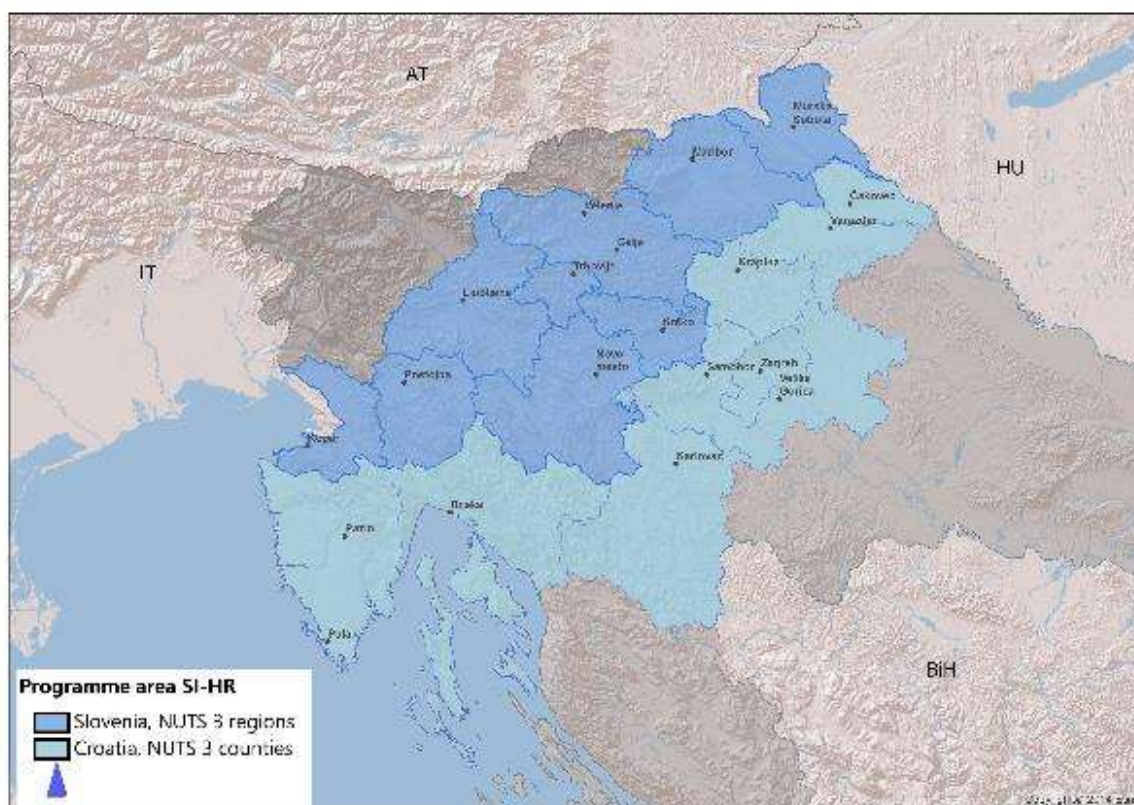 AT
Murska
Sobota
Maribor
HU
Čakovec
Velenje
Varaždin
Celje
IT
Krapina
Trbovlje
Ljubljana
Krško
Novo
mesto
Zagreb
Samobor
Postojna
Velika
Gorica
Koper
Karlovac
Rijeka
Pazin
Pula
BiH
Programme area SI-HR
Slovenia, NUTS 3 regions
Croatia, NUTS 3 counties